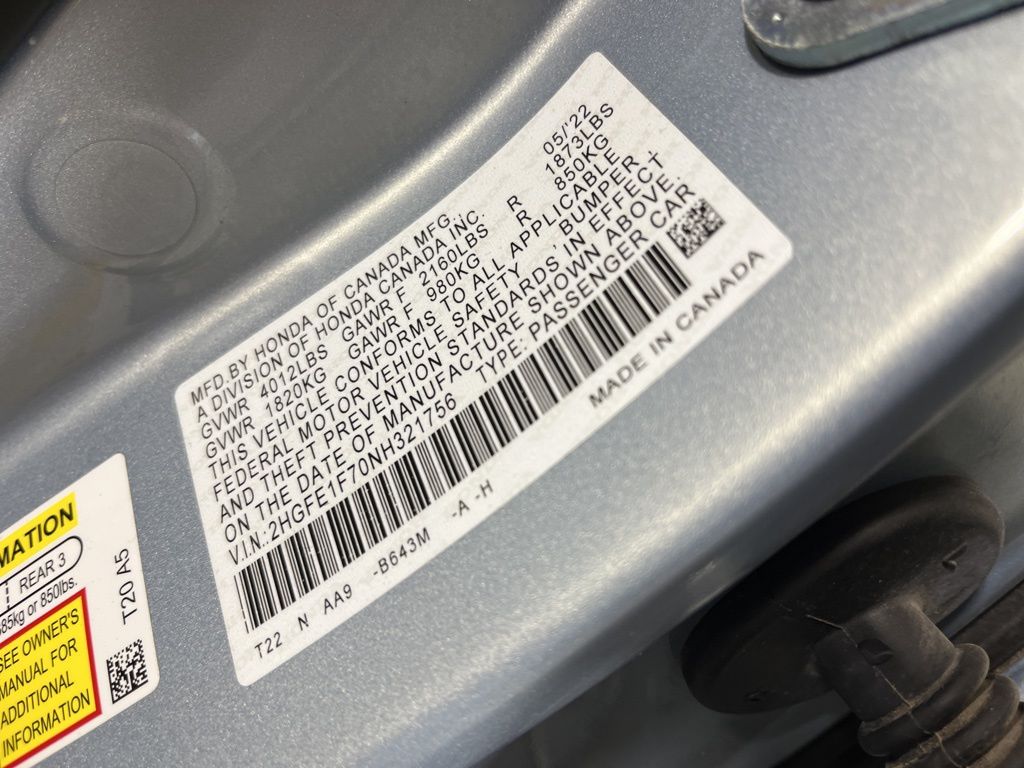 MFD.BY HONDA OF CANADA MFG.
A DIVISION OF HONDA CANADA INC. 05/'22
GVWR 4012LBS GAWR F 2160LBS R 1873LBS
GVWR 1820KG GAWR F 980KG R 850KG
THIS VEHICLE CONFORMS TO ALL APPLICABLE
FEDERAL MOTOR VEHICLE SAFETY ,BUMPER ,
AND THEFT PREVENTION STANDARDS IN EFFECT
ON THE DATE OF MANUFACTURE SHOWN ABOVE.
V.I.N.:2HGFE1F70NH321756 TYPE:PASSENGER CAR
T22 N AA9 -B643M -A -H MADE IN CANADA
MATION
REAR 3
85kg or 850lbs.
SEE OWNER'S
MANUAL FOR
ADDITIONAL
INFORMATION
T20 A5